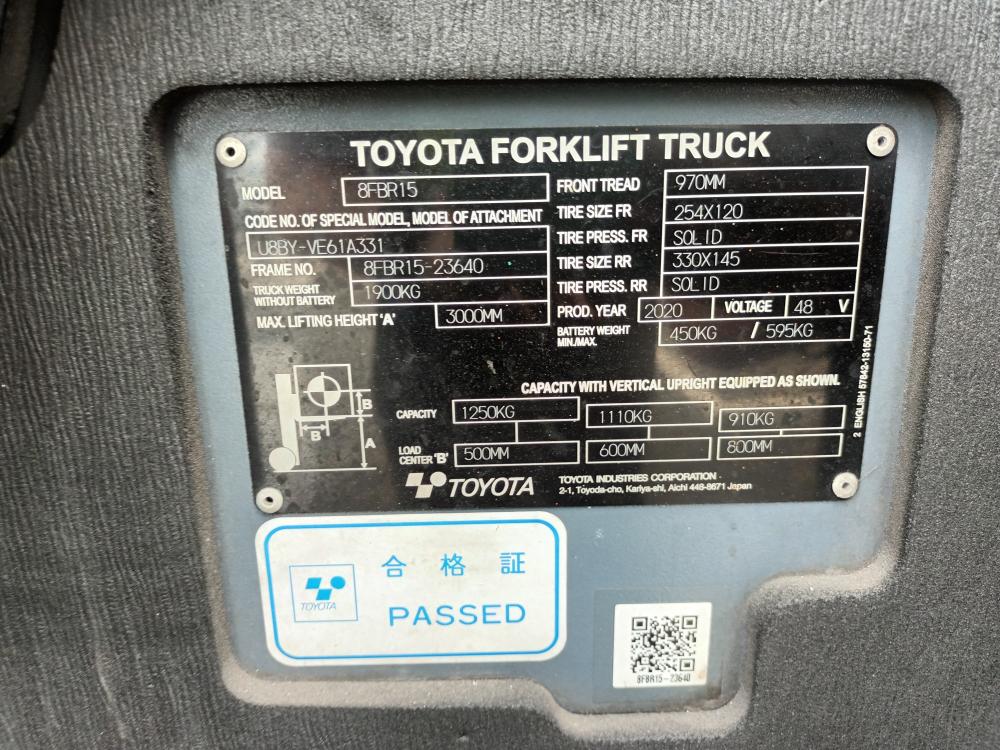 TOYOTA FORKLIFT TRUCK
MODEL 8FBR15
CODE NO. OF SPECIAL MODEL, MODEL OF ATTACHMENT
U8BY-VE61A331
FRAME NO. 8FBR15-23640
TRUCK WEIGHT
WITHOUT BATTERY 1900KG
MAX. LIFTING HEIGHT 'A' 3000MM
FRONT TREAD 970MM
TIRE SIZE FR 254X120
TIRE PRESS. FR SOLID
TIRE SIZE RR 330X145
TIRE PRESS. RR SOLID
PROD. YEAR 2020 VOLTAGE 48 V
BATTERY WEIGHT
MIN./MAX. 450KG / 595KG
CAPACITY WITH VERTICAL UPRIGHT EQUIPPED AS SHOWN.
B
B
A
CAPACITY 1250KG 1110KG 910KG
LOAD
CENTER 'B' 500MM 600MM 800MM
TOYOTA
TOYOTA INDUSTRIES CORPORATION
2-1, Toyoda-cho, Kariya-shi, Aichi 448-8671 Japan
2 ENGLISH 57842-13150-71
TOYOTA
合格証
PASSED
8FBR15-23640